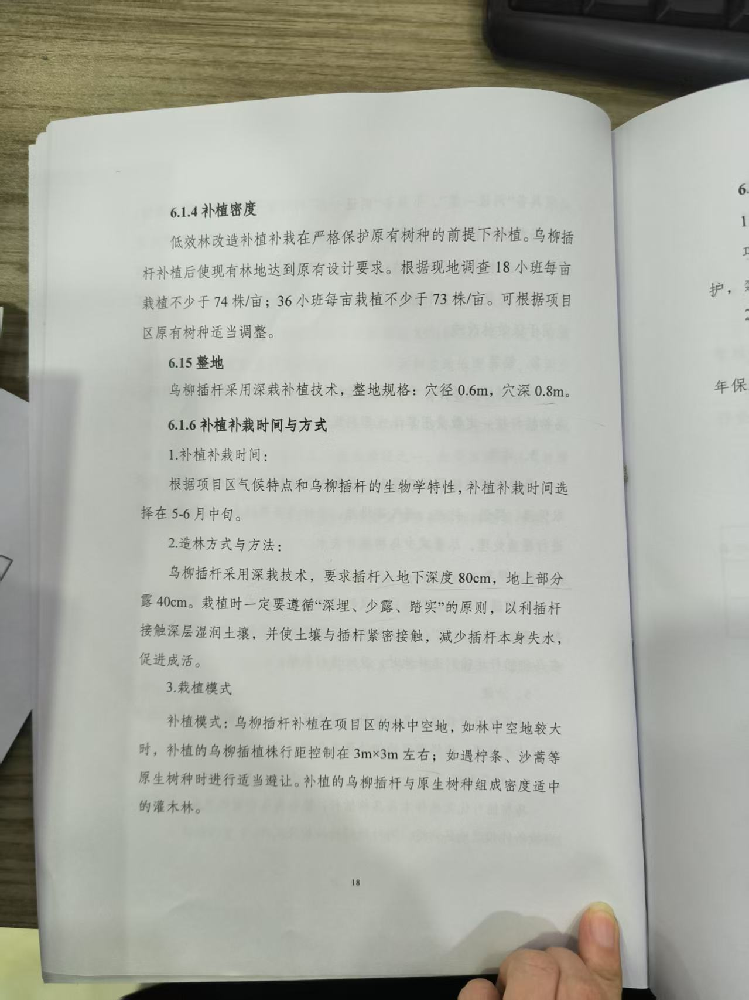 6.1.4 补植密度
低效林改造补植补栽在严格保护原有树种的前提下补植。乌柳插
杆补植后使现有林地达到原有设计要求。根据现地调查 18 小班每亩
栽植不少于 74 株/亩；36 小班每亩栽植不少于 73 株/亩。可根据项目
区原有树种适当调整。
6.15 整地
乌柳插杆采用深栽补植技术，整地规格：穴径 0.6m，穴深 0.8m。
6.1.6 补植补栽时间与方式
1.补植补栽时间：
根据项目区气候特点和乌柳插杆的生物学特性，补植补栽时间选
择在 5-6 月中旬。
2.造林方式与方法：
乌柳插杆采用深栽技术，要求插杆入地下深度 80cm，地上部分
露 40cm。栽植时一定要遵循“深埋、少露、踏实”的原则，以利插杆
接触深层湿润土壤，并使土壤与插杆紧密接触，减少插杆本身失水，
促进成活。
3.栽植模式
补植模式：乌柳插杆补植在项目区的林中空地，如林中空地较大
时，补植的乌柳插植株行距控制在 3m×3m 左右；如遇柠条、沙蒿等
原生树种时进行适当避让。补植的乌柳插杆与原生树种组成密度适中
的灌木林。
18
6.
1
护，
2
年保